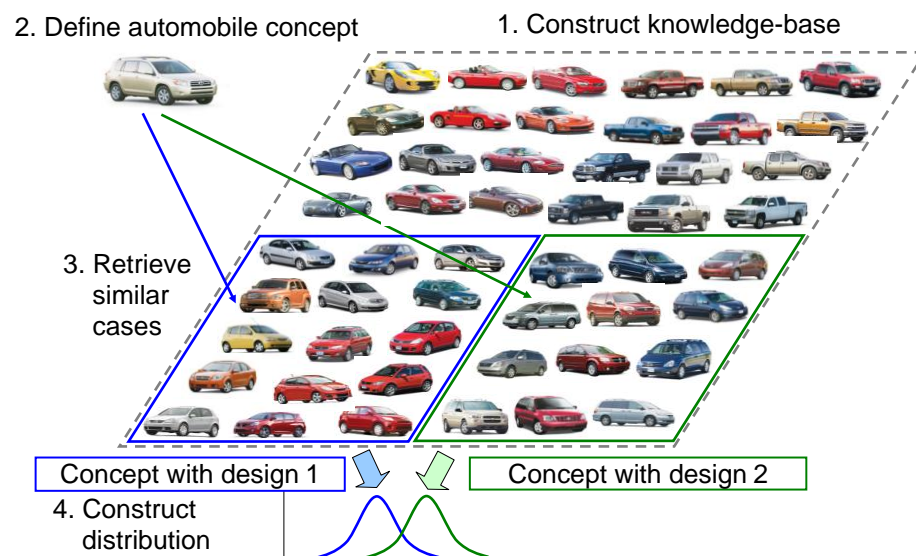 2. Define automobile concept
1. Construct knowledge-base
3. Retrieve
similar
cases
Concept with design 1
Concept with design 2
4. Construct
distribution